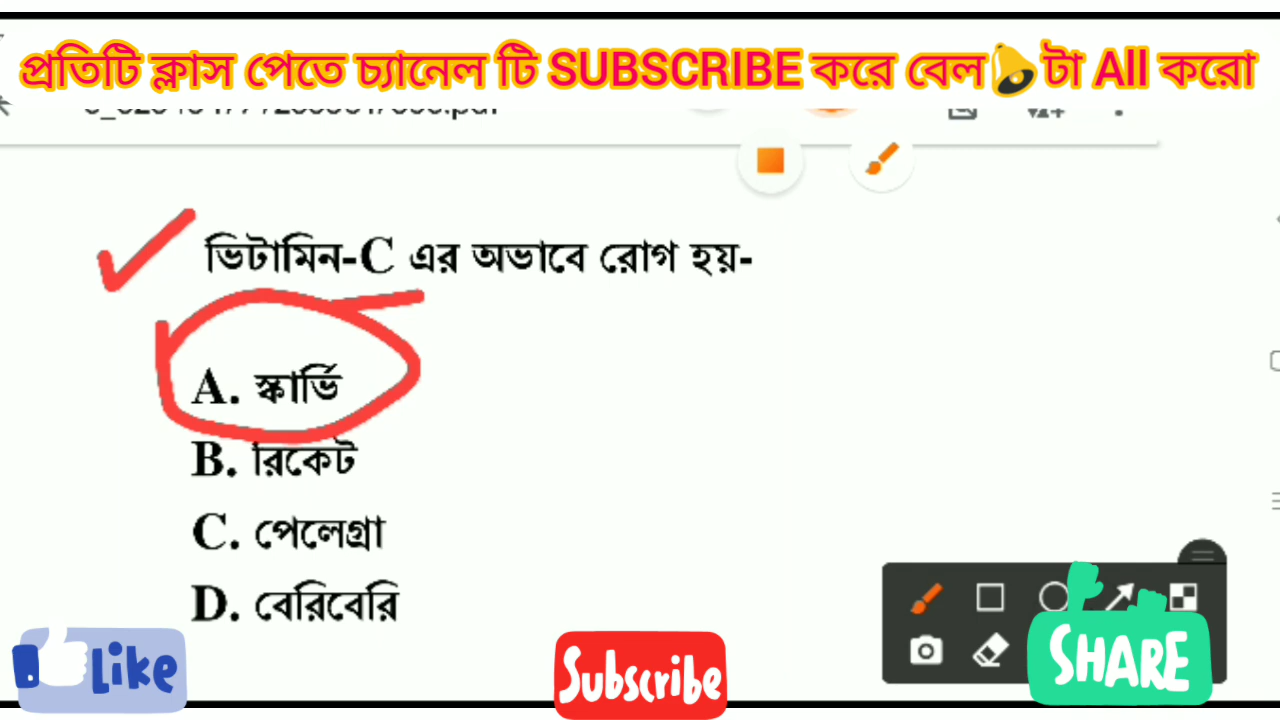 প্রতিটি ক্লাস পেতে চ্যানেল টি SUBSCRIBE করে বেল🔔টা All করো
ভিটামিন-C এর অভাবে রোগ হয়-
A. স্কার্ভি
B. রিকেট
C. পেলেগ্রা
D. বেরিবেরি
Like
Subscribe
SHARE